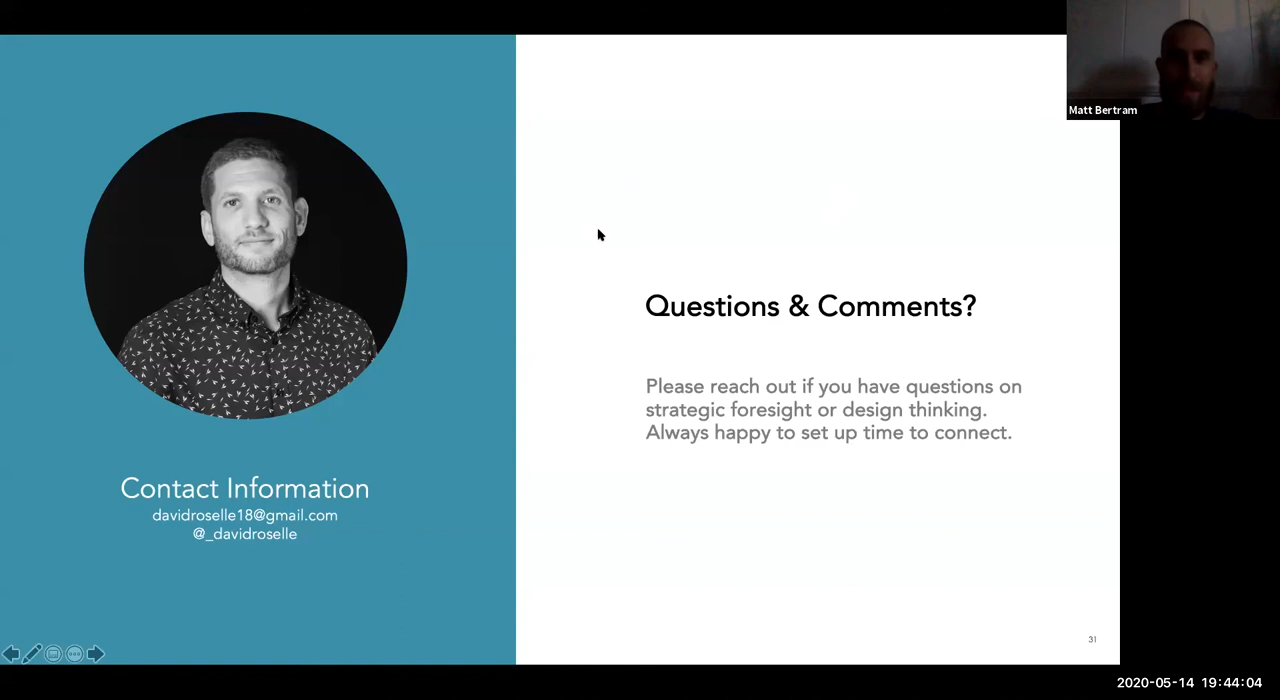 Matt Bertram
Questions & Comments?
Please reach out if you have questions on
strategic foresight or design thinking.
Always happy to set up time to connect.
Contact Information
davidroselle18@gmail.com
@_davidroselle
31
2020-05-14 19:44:04